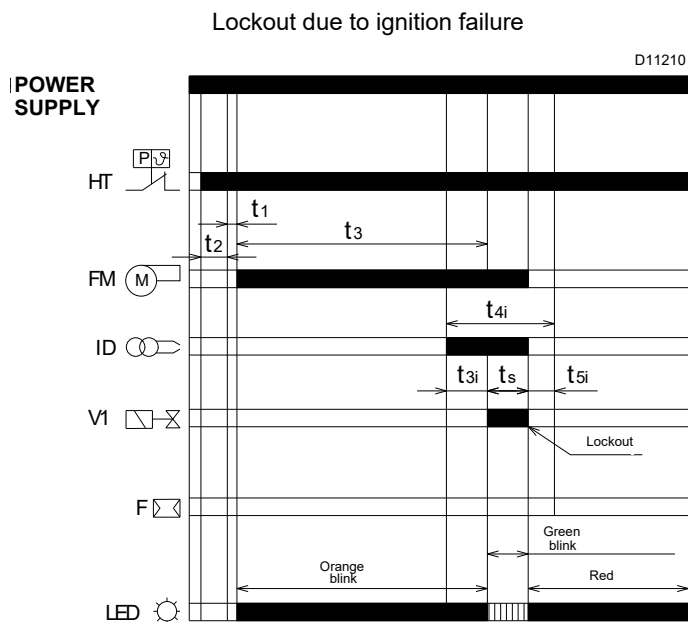 Lockout due to ignition failure
D11210
POWER
SUPPLY
P ϑ
HT
t1
t2
t3
FM M
t4i
ID
t3i ts t5i
V1
Lockout
F
Green
blink
Orange
blink
Red
LED